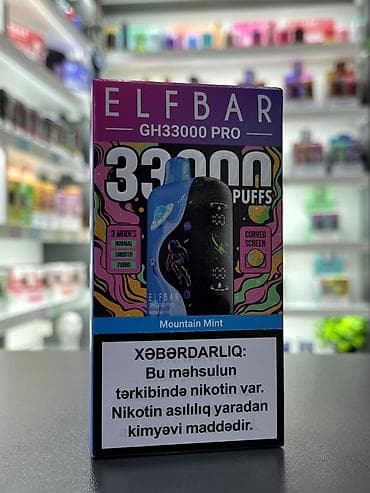 ELFBAR
GH33000 PRO
33000
PUFFS
3 MODES
NORMAL
SMOOTH
TURBO
CURVED
SCREEN
ELFBAR
Mountain Mint
XƏBƏRDARLIQ:
Bu məhsulun
tərkibində nikotin var.
Nikotin asılılıq yaradan
kimyəvi maddədir.